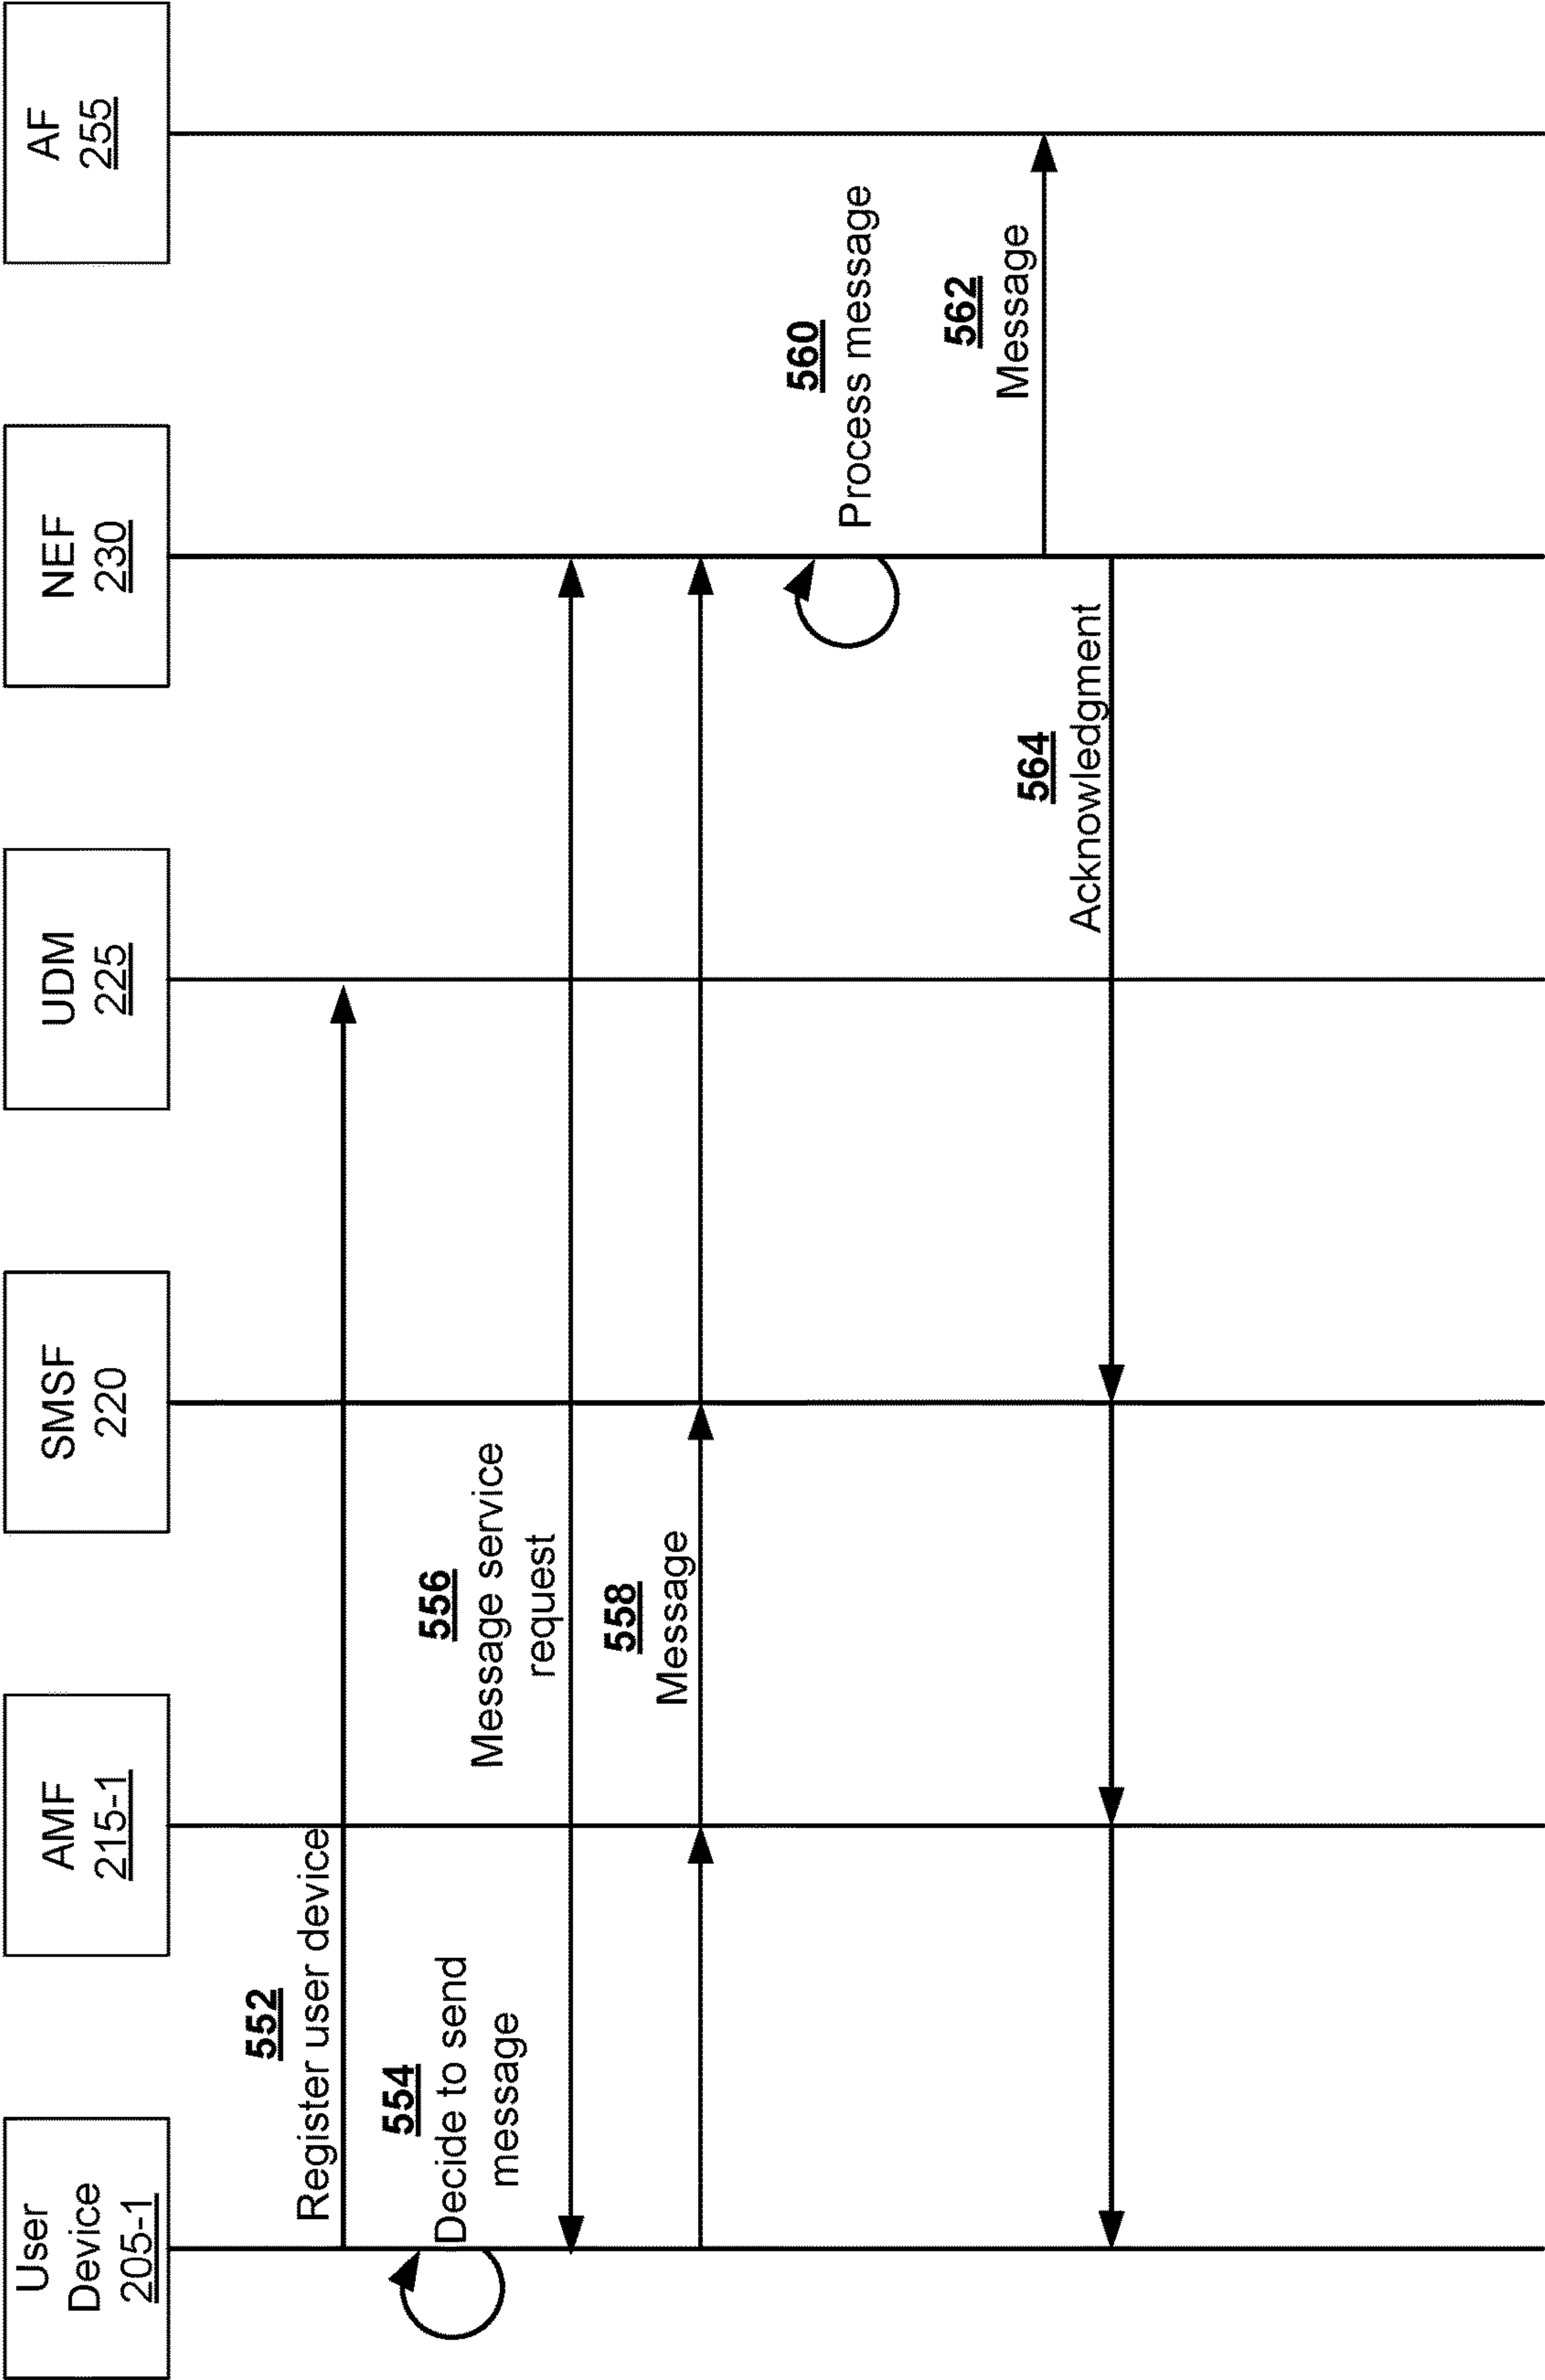 User
Device
205-1
AMF
215-1
SMSF
220
UDM
225
NEF
230
AF
255
552
Register user device
554
Decide to send
message
556
Message service
request
558
Message
560
Process message
562
Message
564
Acknowledgment